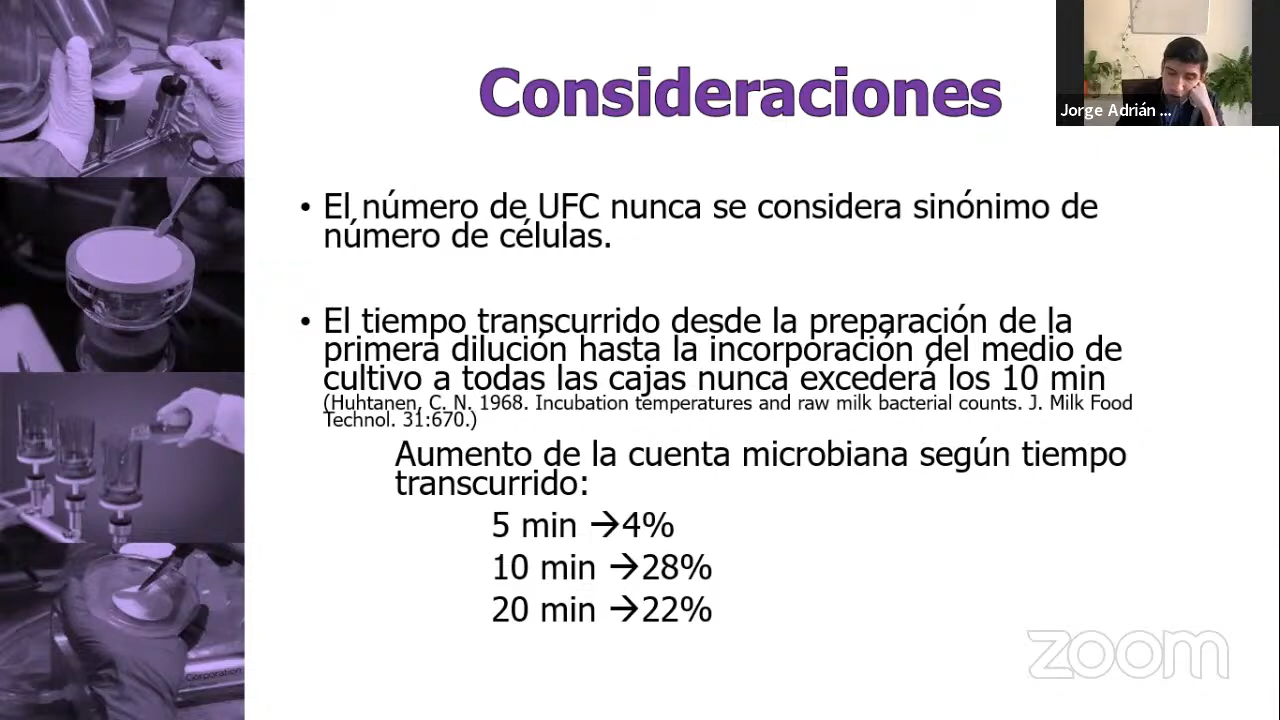 Consideraciones
Jorge Adrián ...
• El número de UFC nunca se considera sinónimo de
número de células.
• El tiempo transcurrido desde la preparación de la
primera dilución hasta la incorporación del medio de
cultivo a todas las cajas nunca excederá los 10 min
(Huhtanen, C. N. 1968. Incubation temperatures and raw milk bacterial counts. J. Milk Food
Technol. 31:670.)
Aumento de la cuenta microbiana según tiempo
transcurrido:
5 min →4%
10 min →28%
20 min →22%
zoom
Corporation